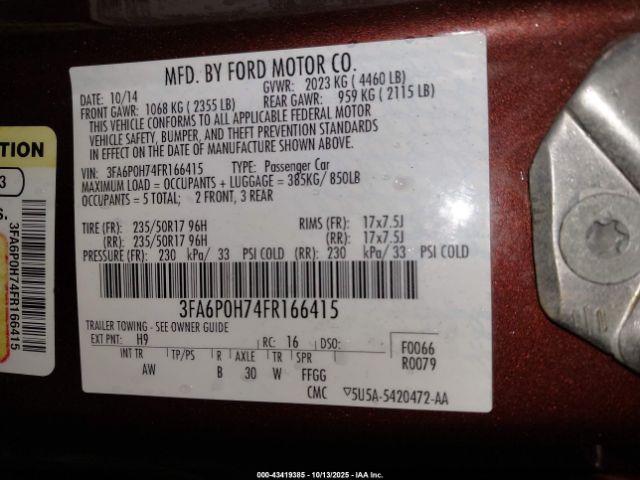 MFD. BY FORD MOTOR CO.
DATE: 10/14
GVWR: 2023 KG ( 4460 LB)
FRONT GAWR: 1068 KG ( 2355 LB)
REAR GAWR: 959 KG ( 2115 LB)
THIS VEHICLE CONFORMS TO ALL APPLICABLE FEDERAL MOTOR
VEHICLE SAFETY, BUMPER, AND THEFT PREVENTION STANDARDS
IN EFFECT ON THE DATE OF MANUFACTURE SHOWN ABOVE.
VIN: 3FA6P0H74FR166415 TYPE: Passenger Car
MAXIMUM LOAD = OCCUPANTS + LUGGAGE = 385KG/ 850LB
OCCUPANTS = 5 TOTAL; 2 FRONT, 3 REAR
TIRE (FR): 235/50R17 96H RIMS (FR): 17x7.5J
(RR): 235/50R17 96H (RR): 17x7.5J
PRESSURE (FR): 230 kPa/ 33 PSI COLD (RR): 230 kPa/ 33 PSI COLD
3FA6P0H74FR166415
TRAILER TOWING - SEE OWNER GUIDE
EXT PNT: H9 RC: 16 DSO:
F0066
R0079
INT TR TP/PS R AXLE TR SPR
AW B 30 W FFGG
CMC ▽5U5A-5420472-AA
TION
3
S.
3FA6P0H74FR166415
000-43419385 - 10/13/2025 - IAA Inc.